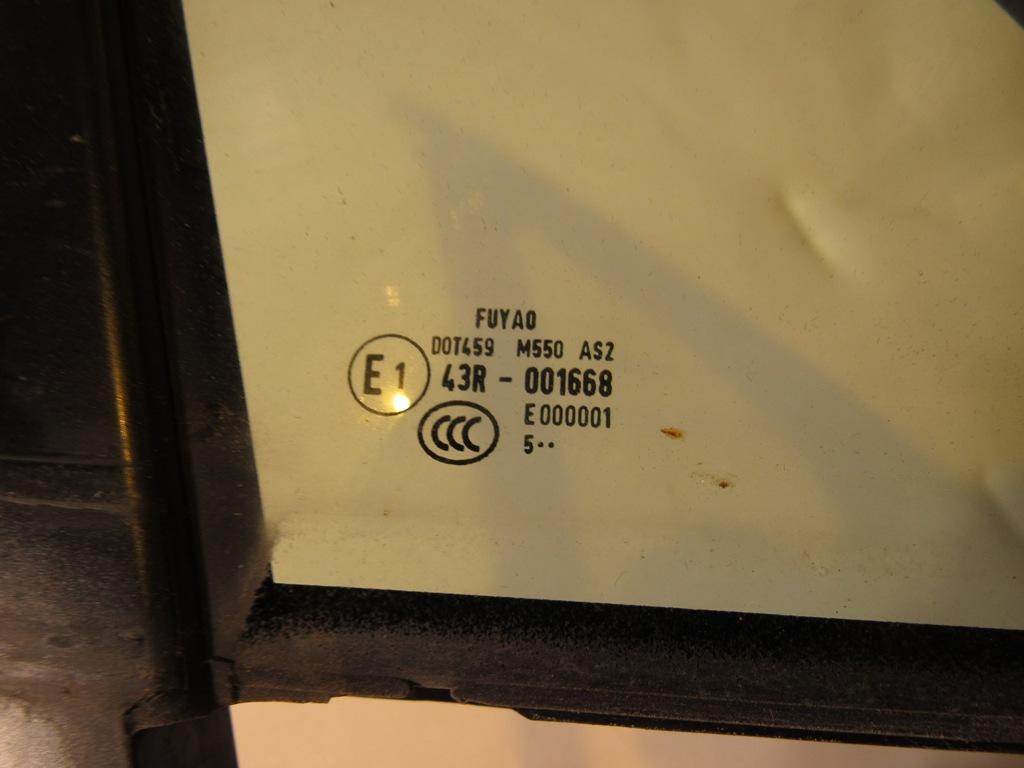 FUYAO
DOT459 M550 AS2
E1 43R - 001668
CCC E000001
5··